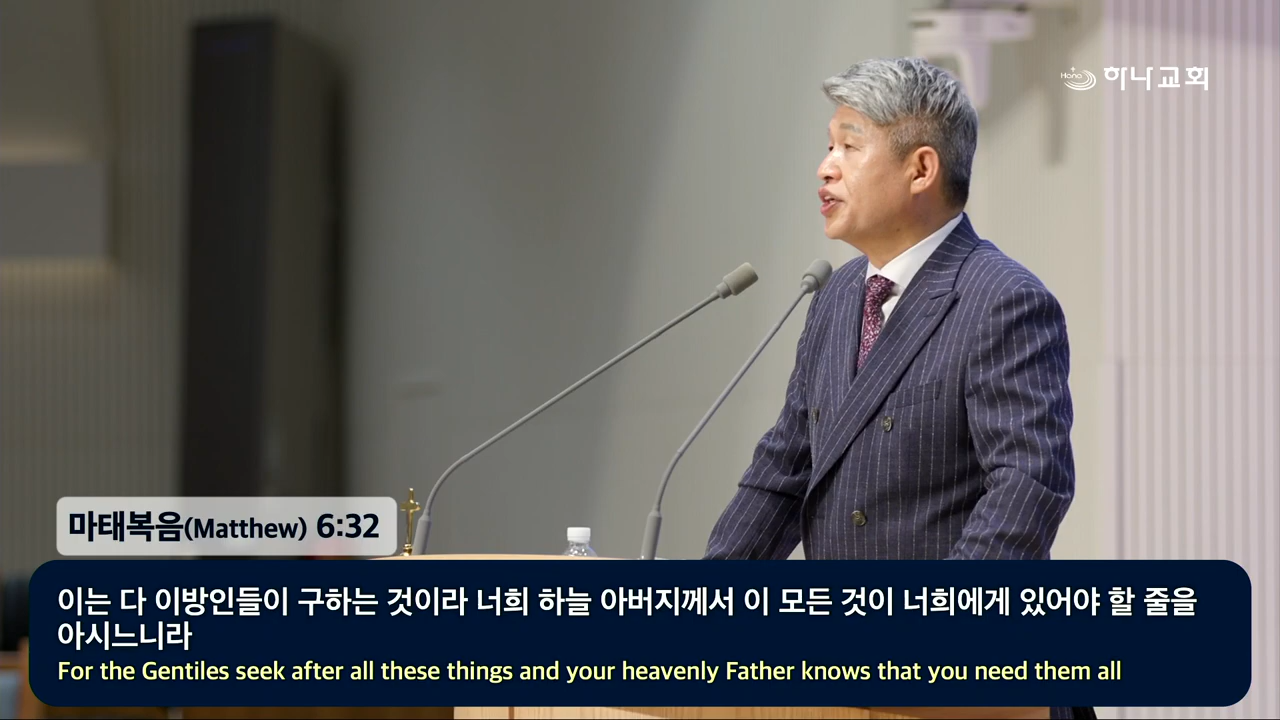 Hana 하나교회
마태복음(Matthew) 6:32
이는 다 이방인들이 구하는 것이라 너희 하늘 아버지께서 이 모든 것이 너희에게 있어야 할 줄을
아시느니라
For the Gentiles seek after all these things and your heavenly Father knows that you need them all